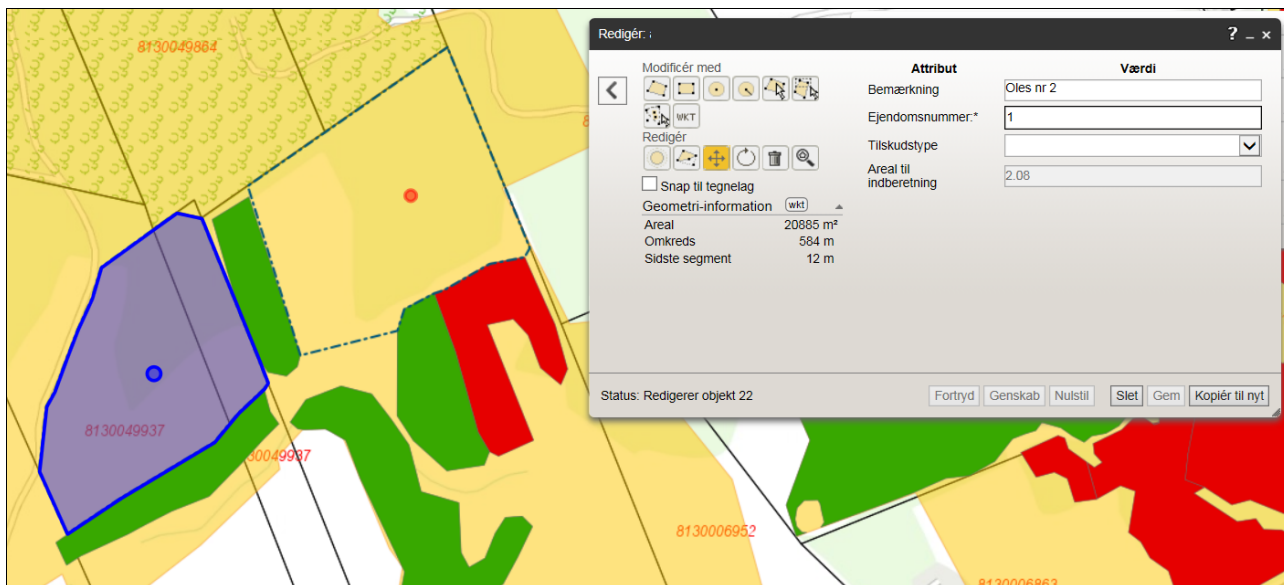 8130049864
8130049937
30049937
8130006952
8130006863
Redigér:
? _ ×
Modificér med
WKT
Redigér
Snap til tegnelag
Geometri-information wkt
Areal 20885 m²
Omkreds 584 m
Sidste segment 12 m
Attribut Værdi
Bemærkning Oles nr 2
Ejendomsnummer:* 1
Tilskudstype
Areal til
indberetning 2.08
Status: Redigerer objekt 22
Fortryd Genskab Nulstil Slet Gem Kopiér til nyt